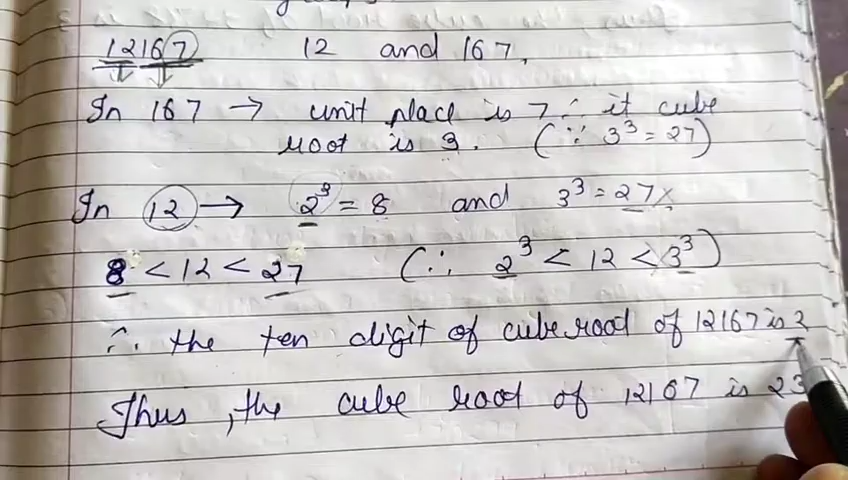 12167 12 and 167.
In 167 → unit place is 7 ∴ it cube
root is 3. (∵ 3³ = 27)
In 12 → 2³ = 8 and 3³ = 27 x
8 < 12 < 27 (∴ 2³ < 12 < 3³)
∴ the ten digit of cube root of 12167 is 2
Thus, the cube root of 12167 is 23